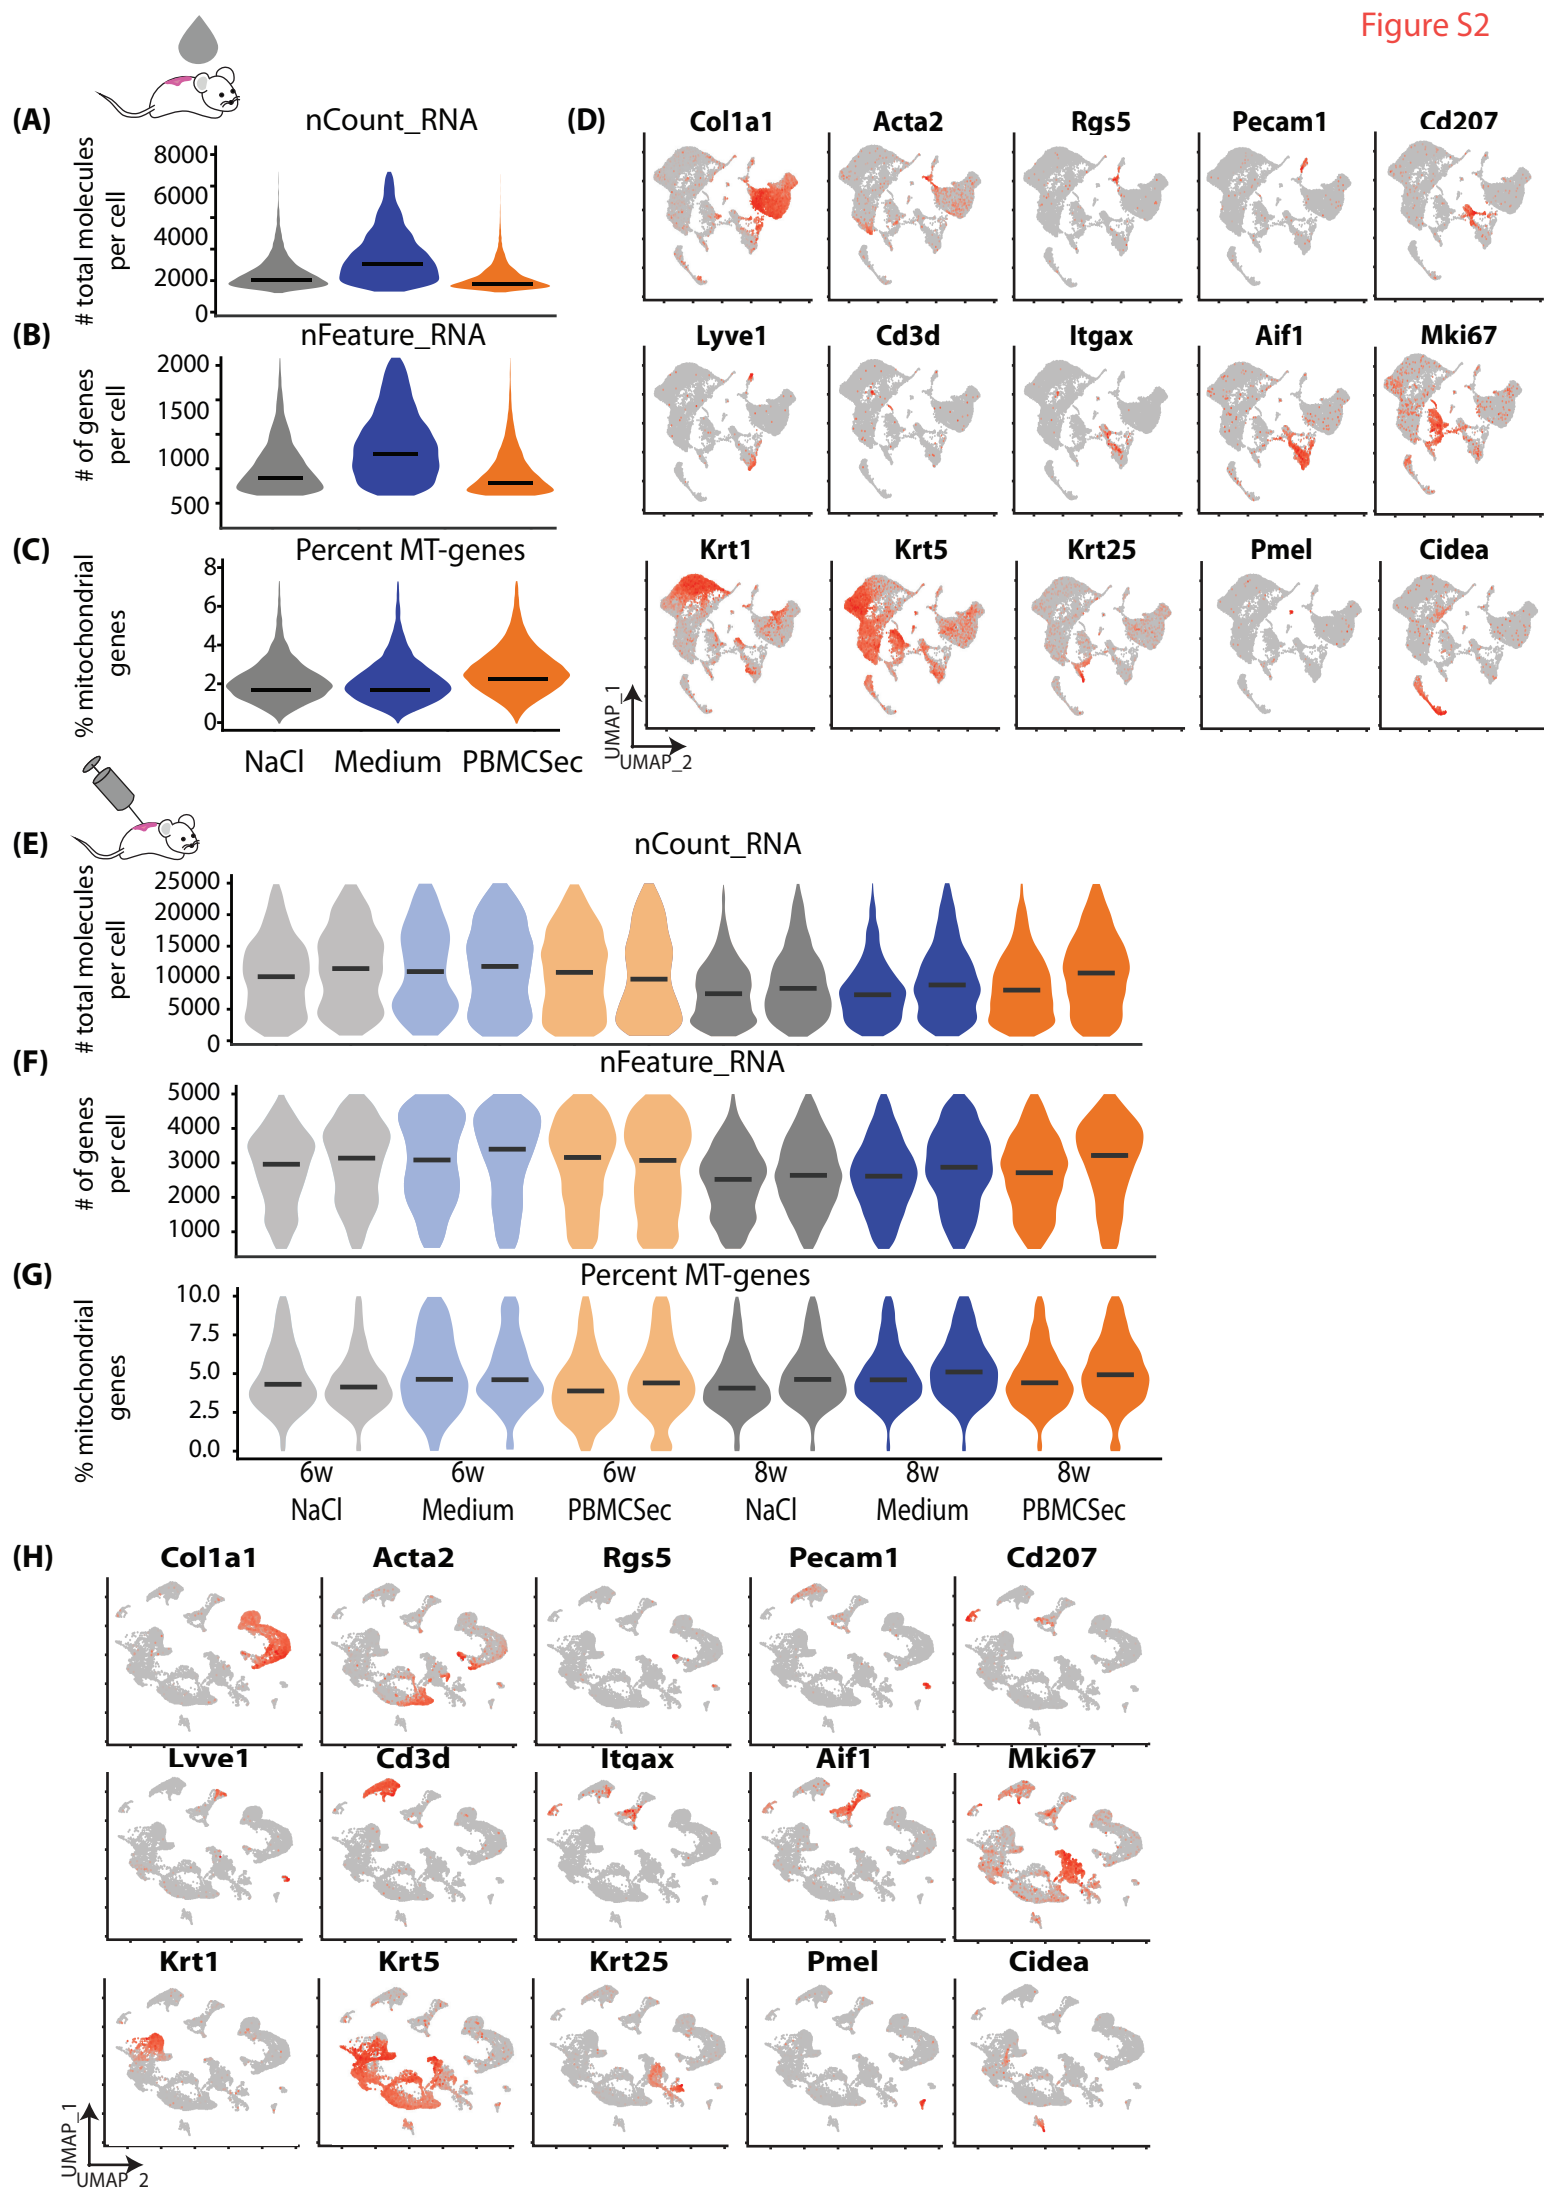 Figure S2
(A)
nCount_RNA
# total molecules
per cell
8000
6000
4000
2000
0
(B)
nFeature_RNA
# of genes
per cell
2000
1500
1000
500
(C)
Percent MT-genes
% mitochondrial
genes
8
6
4
2
0
NaCl Medium PBMCSec
(D)
Col1a1 Acta2 Rgs5 Pecam1 Cd207
Lyve1 Cd3d Itgax Aif1 Mki67
Krt1 Krt5 Krt25 Pmel Cidea
UMAP_1
UMAP_2
(E)
nCount_RNA
# total molecules
per cell
25000
20000
15000
10000
5000
0
(F)
nFeature_RNA
# of genes
per cell
5000
4000
3000
2000
1000
(G)
Percent MT-genes
% mitochondrial
genes
10.0
7.5
5.0
2.5
0.0
6w 6w 6w 8w 8w 8w
NaCl Medium PBMCSec NaCl Medium PBMCSec
(H)
Col1a1 Acta2 Rgs5 Pecam1 Cd207
Lyve1 Cd3d Itgax Aif1 Mki67
Krt1 Krt5 Krt25 Pmel Cidea
UMAP_1
UMAP_2